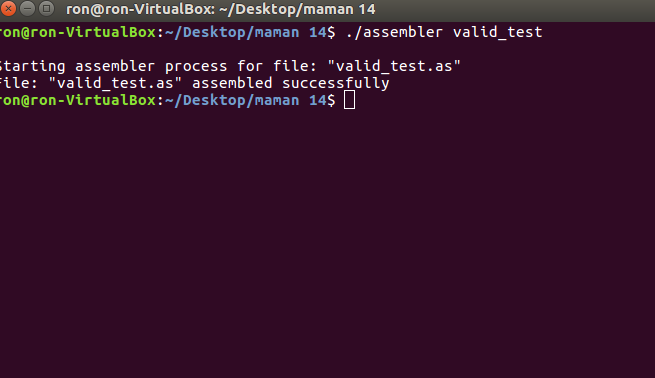 ron@ron-VirtualBox: ~/Desktop/maman 14
ron@ron-VirtualBox:~/Desktop/maman 14$ ./assembler valid_test
Starting assembler process for file: "valid_test.as"
File: "valid_test.as" assembled successfully
ron@ron-VirtualBox:~/Desktop/maman 14$